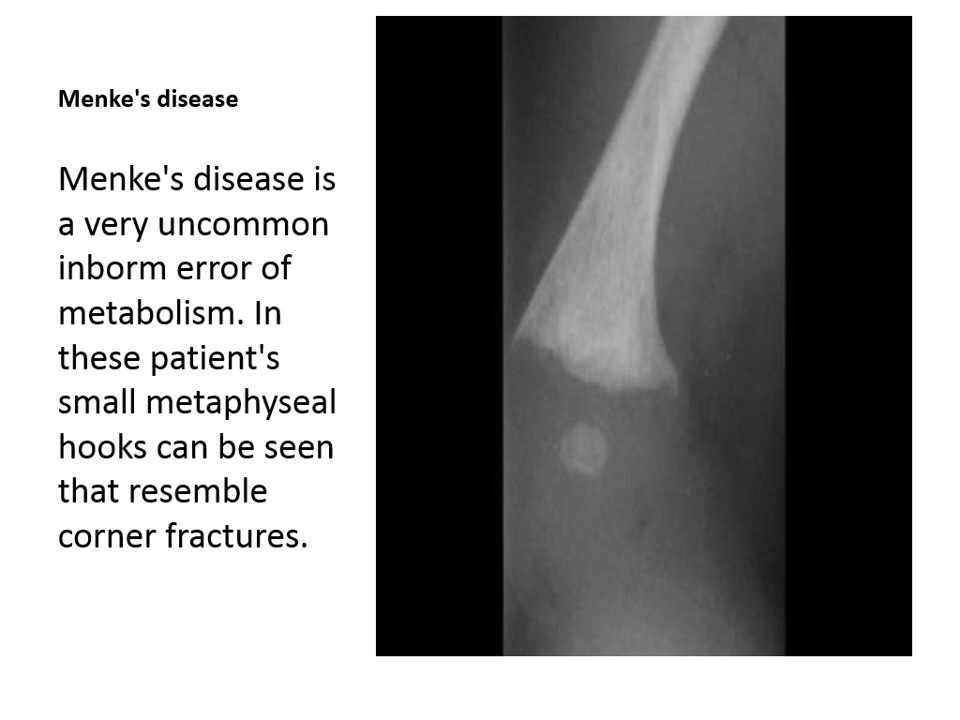 Menke's disease
Menke's disease is
a very uncommon
inborm error of
metabolism. In
these patient's
small metaphyseal
hooks can be seen
that resemble
corner fractures.